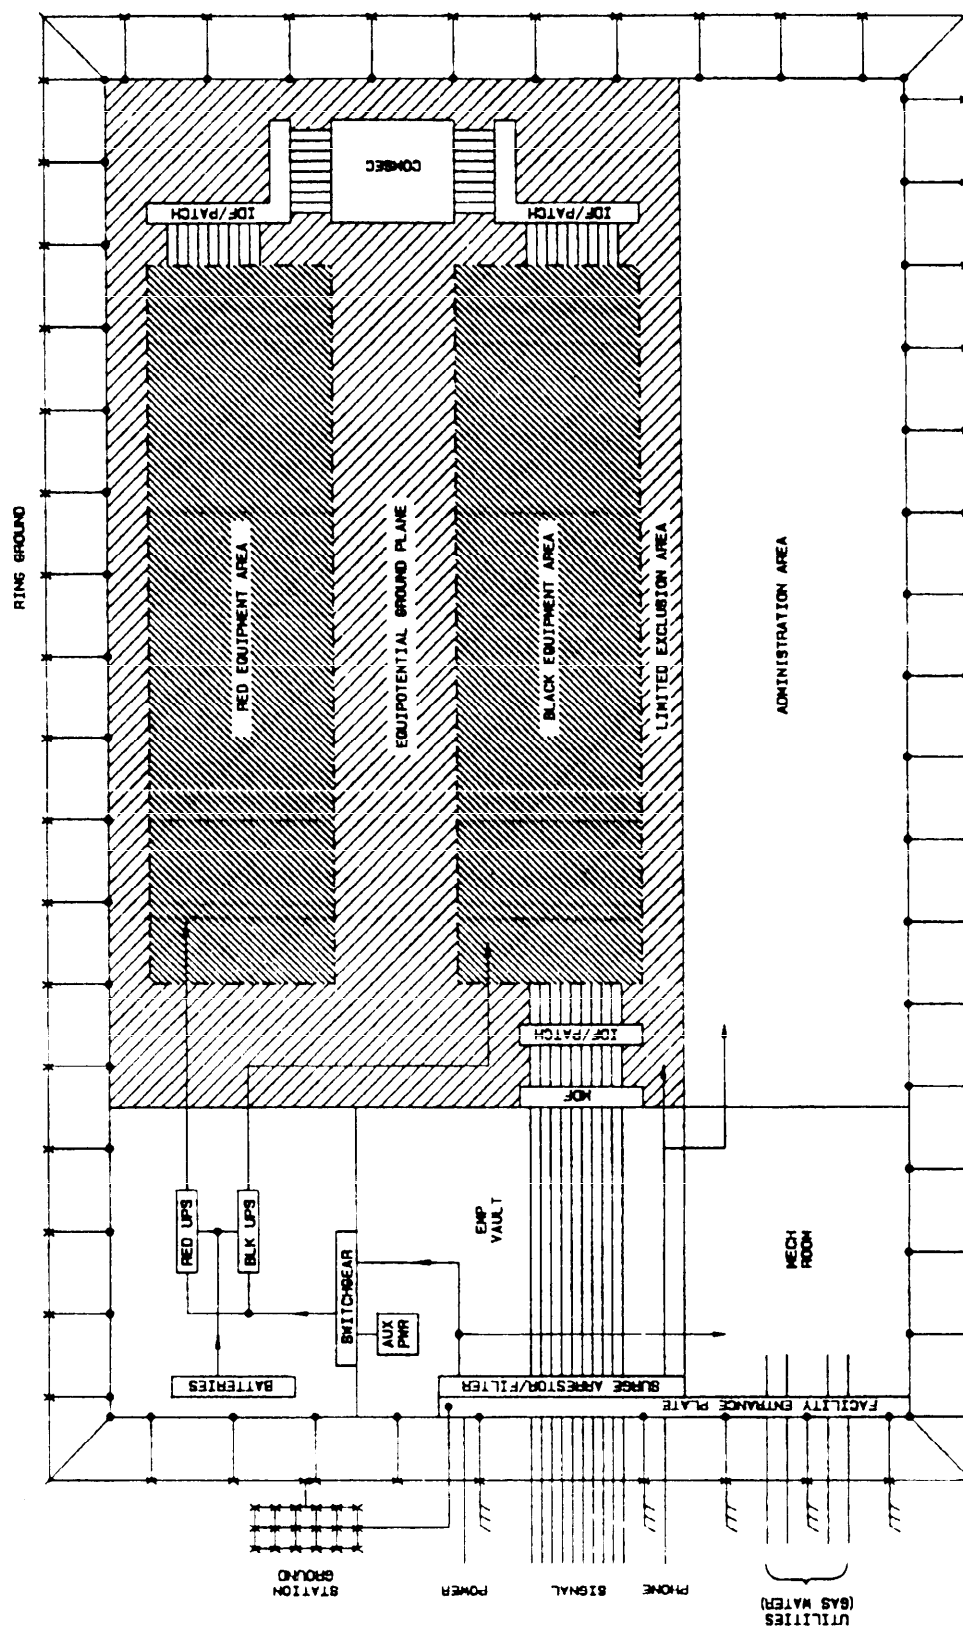 RING GROUND
COMSEC
IDF/PATCH
IDF/PATCH
RED EQUIPMENT AREA
EQUIPOTENTIAL GROUND PLANE
BLACK EQUIPMENT AREA
LIMITED EXCLUSION AREA
ADMINISTRATION AREA
IDF/PATCH
MDF
RED UPS
BLK UPS
SWITCHGEAR
AUX
PWR
BATTERIES
EMP
VAULT
MECH
ROOM
SURGE ARRESTOR/FILTER
FACILITY ENTRANCE PLATE
STATION
GROUND
POWER
SIGNAL
PHONE
UTILITIES
(GAS WATER)